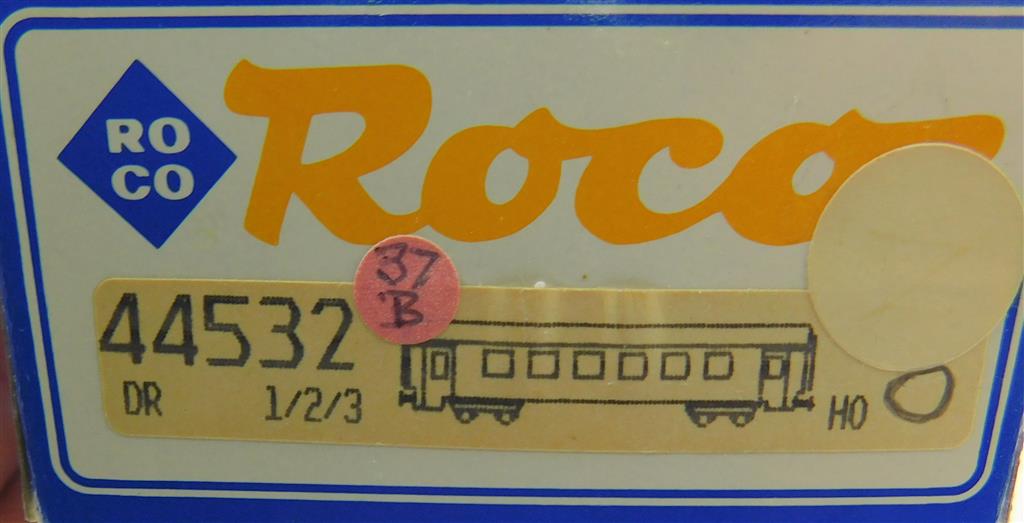 RO
CO
Roco
37
B
44532
DR 1/2/3 HO